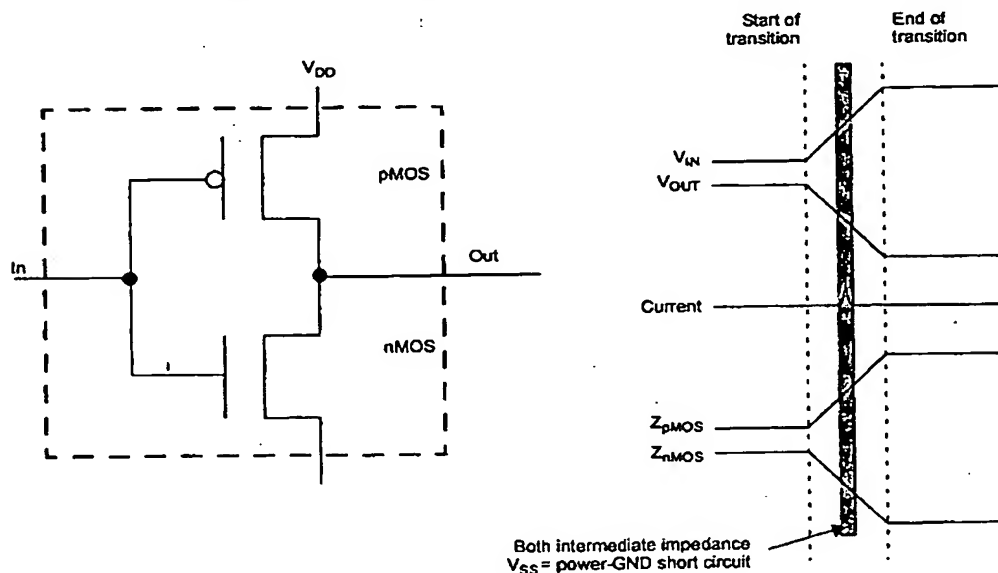 Start of
transition
End of
transition
VDD
pMOS
In
Out
nMOS
VIN
VOUT
Current
ZpMOS
ZnMOS
Both intermediate impedance
VSS = power-GND short circuit